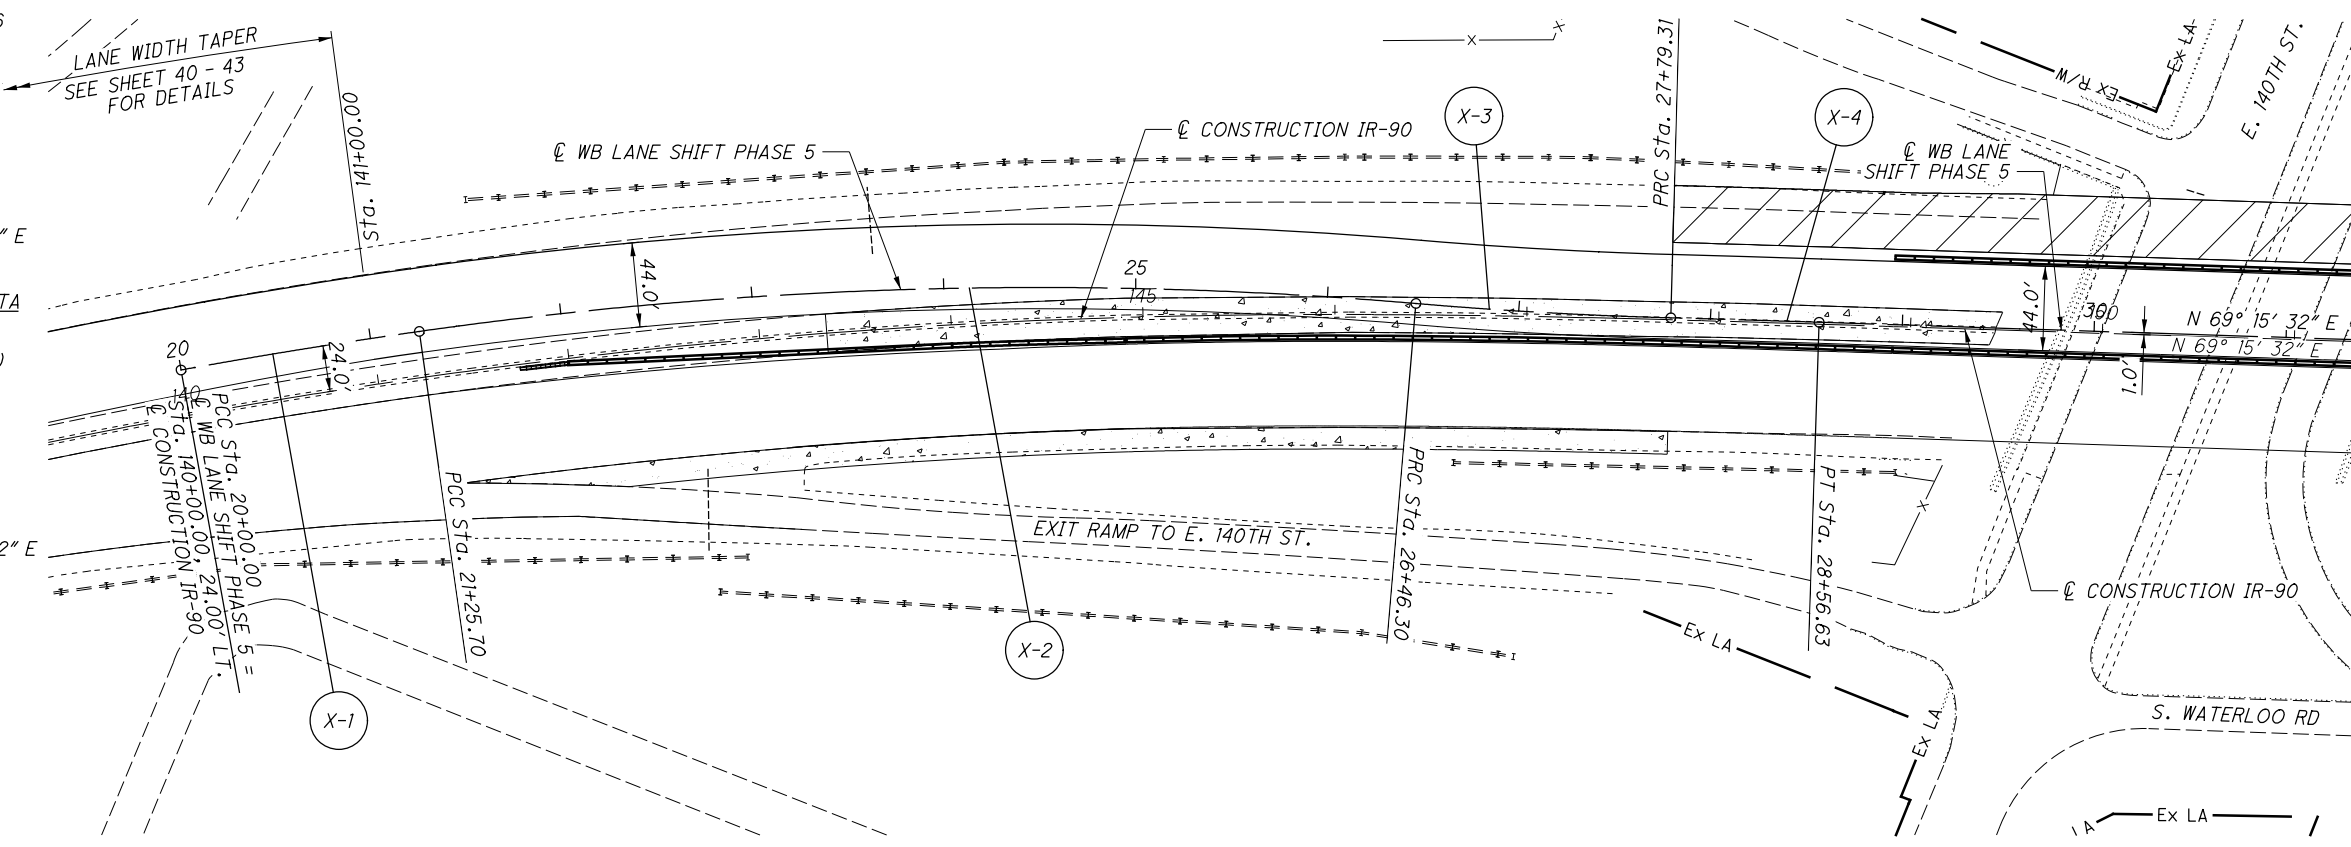 6
LANE WIDTH TAPER
SEE SHEET 40 - 43
FOR DETAILS
Sta. 141+00.00
" E
TA
)
2" E
℄ WB LANE SHIFT PHASE 5
℄ CONSTRUCTION IR-90
X-3
X-4
PRC Sta. 27+79.31
℄ WB LANE
SHIFT PHASE 5
Ex R/W
Ex LA
E. 140TH ST.
X
X
44.0'
24.0'
20
140
25
145
44.0'
30
N 69° 15' 32" E
N 69° 15' 32" E
1.0'
PCC Sta. 20+00.00
℄ WB LANE SHIFT PHASE 5 =
Sta. 140+00.00, 24.00' LT.
℄ CONSTRUCTION IR-90
PCC Sta. 21+25.70
PRC Sta. 26+46.30
PT Sta. 28+56.63
EXIT RAMP TO E. 140TH ST.
X
℄ CONSTRUCTION IR-90
X-1
X-2
Ex LA
Ex LA
S. WATERLOO RD
LA
Ex LA